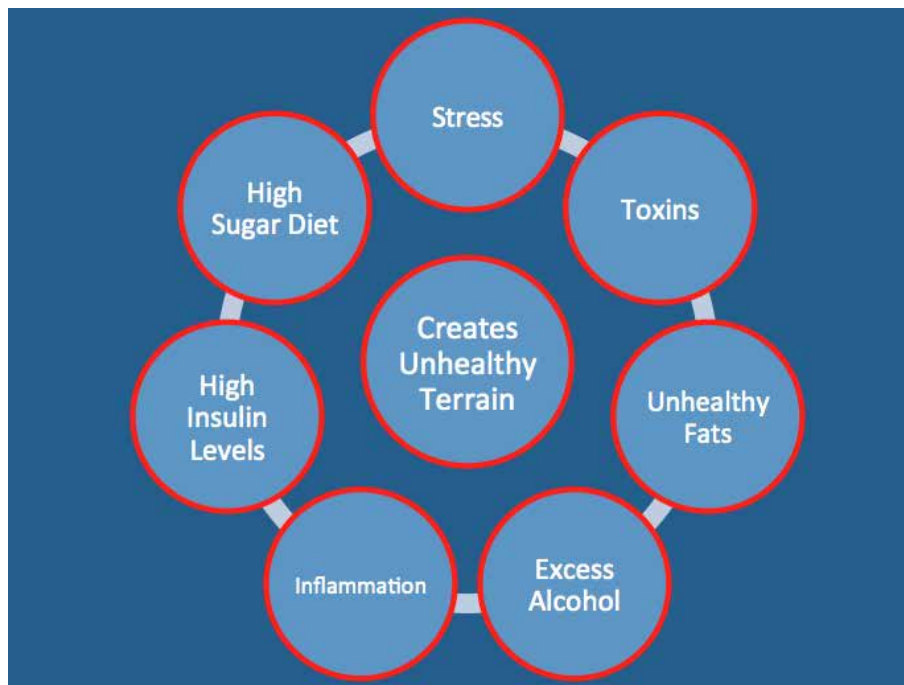 Stress
Toxins
Unhealthy
Fats
Excess
Alcohol
Inflammation
High
Insulin
Levels
High
Sugar Diet
Creates
Unhealthy
Terrain